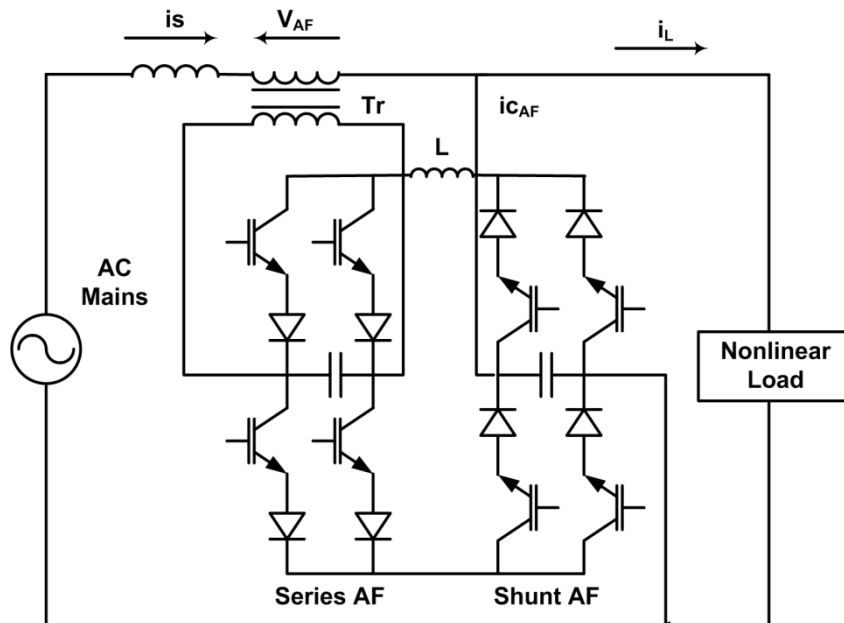 is
VAF
iL
Tr
icAF
L
AC
Mains
Nonlinear
Load
Series AF
Shunt AF